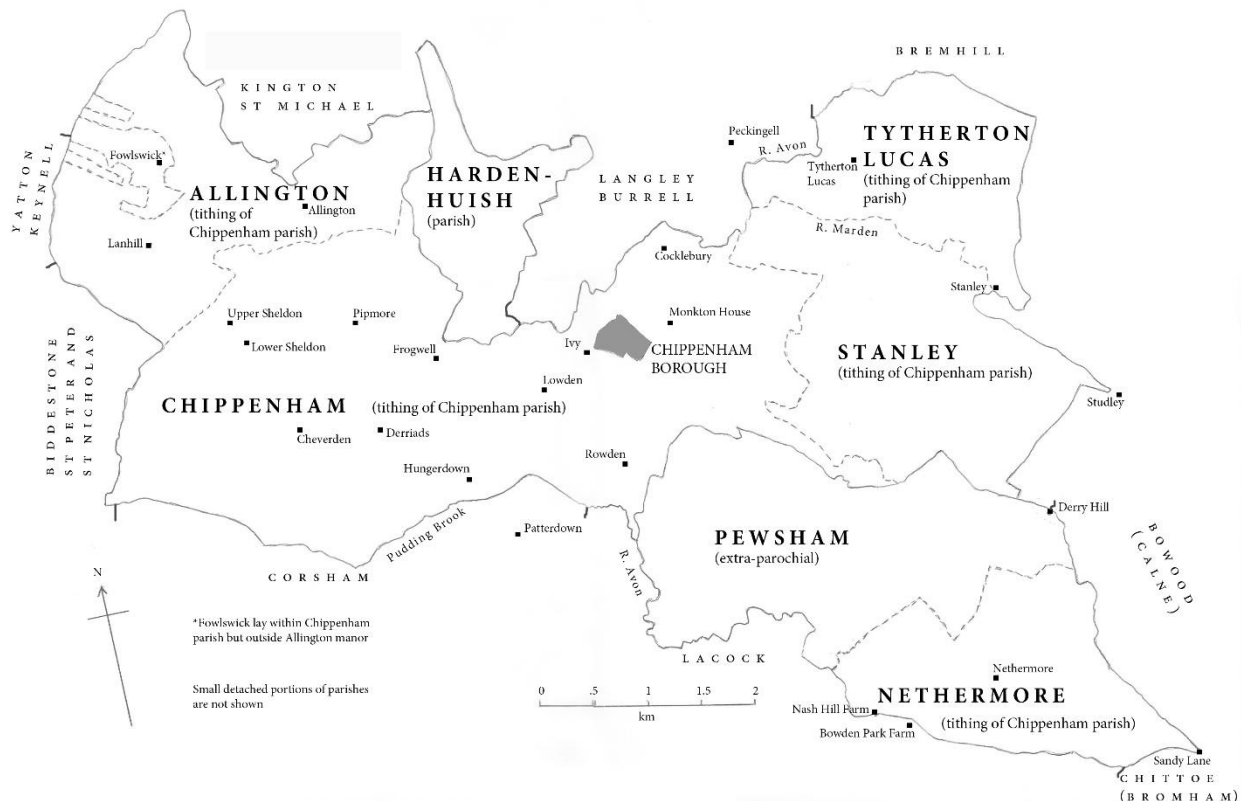 BREMHILL
KINGTON
ST MICHAEL
YATTON
KEYNELL
Fowlswick*
ALLINGTON
(tithing of
Chippenham parish)
Allington
Lanhill
HARDEN-
HUISH
(parish)
LANGLEY
BURRELL
Peckingell
R. Avon
TYTHERTON
LUCAS
(tithing of Chippenham
parish)
Tytherton
Lucas
R. Marden
Cocklebury
Stanley
Upper Sheldon
Pipmore
Lower Sheldon
Frogwell
Ivy
Monkton House
CHIPPENHAM
BOROUGH
Lowden
STANLEY
(tithing of Chippenham parish)
Studley
BIDDESTONE
ST PETER AND
ST NICHOLAS
CHIPPENHAM
(tithing of Chippenham parish)
Cheverden
Derriads
Hungerdown
Rowden
Pudding Brook
Patterdown
R. Avon
CORSHAM
PEWSHAM
(extra-parochial)
Derry Hill
BOWOOD
(CALNE)
N
*Fowlswick lay within Chippenham
parish but outside Allington manor
Small detached portions of parishes
are not shown
LACOCK
0 .5 1 2
km
Nethermore
NETHERMORE
(tithing of Chippenham parish)
Nash Hill Farm
Bowden Park Farm
Sandy Lane
CHITTOE
(BROMHAM)